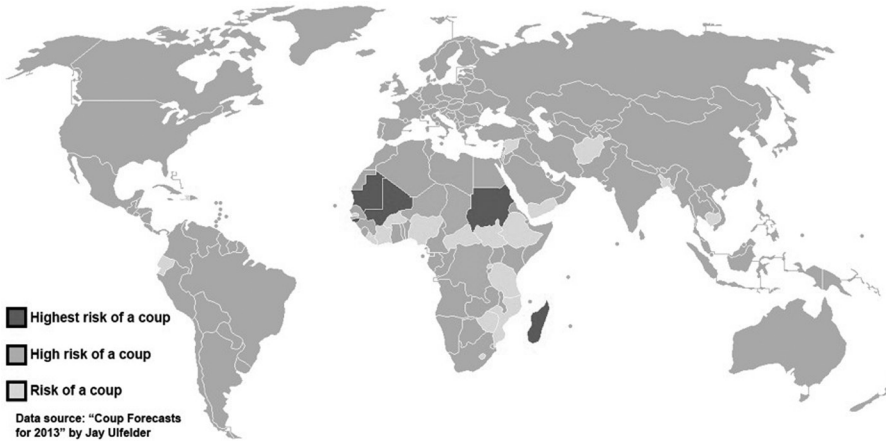 Highest risk of a coup
High risk of a coup
Risk of a coup
Data source: “Coup Forecasts
for 2013” by Jay Ulfelder